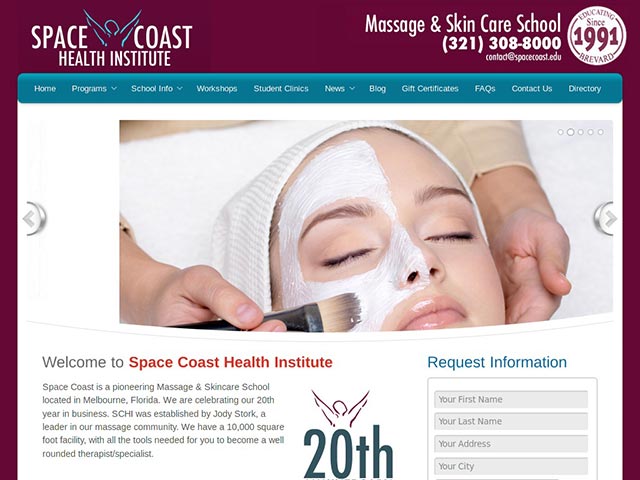 SPACE COAST
HEALTH INSTITUTE
Massage & Skin Care School
(321) 308-8000
contact@spacecoast.edu
EDUCATING
Since
1991
BREVARD
Home Programs School Info Workshops Student Clinics News Blog Gift Certificates FAQs Contact Us Directory
Welcome to Space Coast Health Institute
Space Coast is a pioneering Massage & Skincare School
located in Melbourne, Florida. We are celebrating our 20th
year in business. SCHI was established by Jody Stork, a
leader in our massage community. We have a 10,000 square
foot facility, with all the tools needed for you to become a well
rounded therapist/specialist.
20th
Request Information
Your First Name
Your Last Name
Your Address
Your City